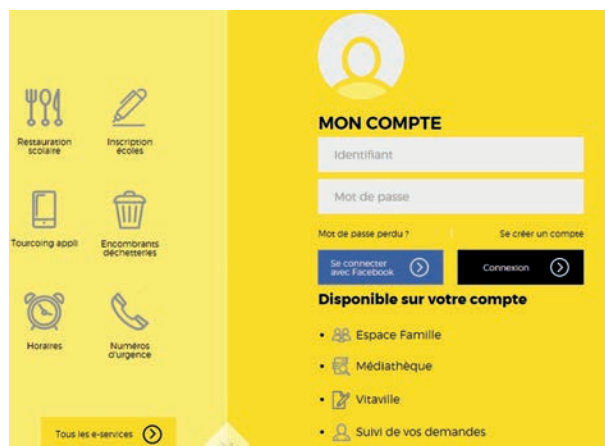 Restauration
scolaire
Inscription
écoles
Tourcoing appli
Encombrants
déchetteries
Horaires
Numéros
d'urgence
Tous les e-services
MON COMPTE
Identifiant
Mot de passe
Mot de passe perdu ?
Se créer un compte
Se connecter
avec Facebook
Connexion
Disponible sur votre compte
• Espace Famille
• Médiathèque
• Vitaville
• Suivi de vos demandes